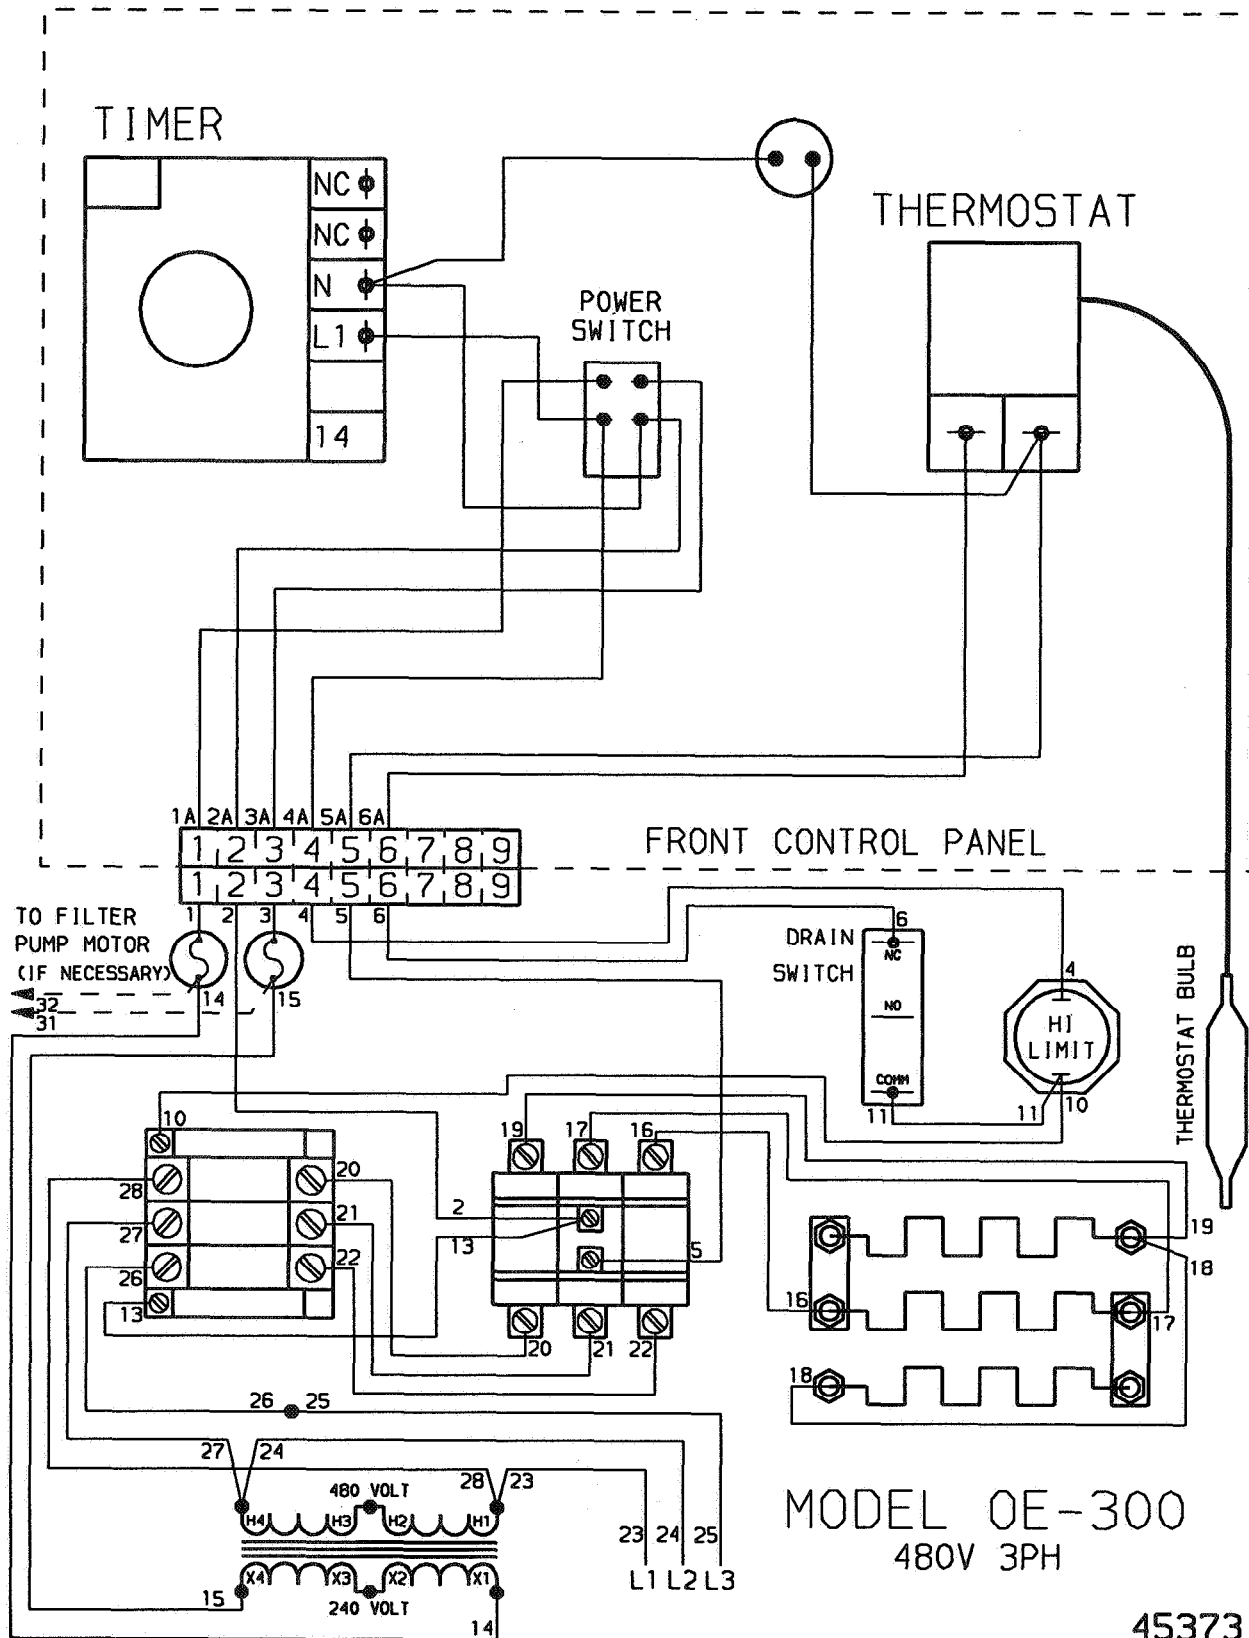 TIMER
NC
NC
N
L1
14
POWER
SWITCH
THERMOSTAT
1A 2A 3A 4A 5A 6A
1 2 3 4 5 6 7 8 9
1 2 3 4 5 6 7 8 9
1 2 3 4 5 6
FRONT CONTROL PANEL
TO FILTER
PUMP MOTOR
(IF NECESSARY)
32
31
14
15
DRAIN
SWITCH
6
NC
NO
COMM
11
4
HI
LIMIT
11
10
THERMOSTAT BULB
10
28
27
26
13
20
21
22
19
17
16
2
13
5
20
21
22
19
18
16
17
18
26
25
27
24
28
23
480 VOLT
H4
H3
H2
H1
X4
X3
X2
X1
240 VOLT
15
14
23 24 25
L1 L2 L3
MODEL OE-300
480V 3PH
45373